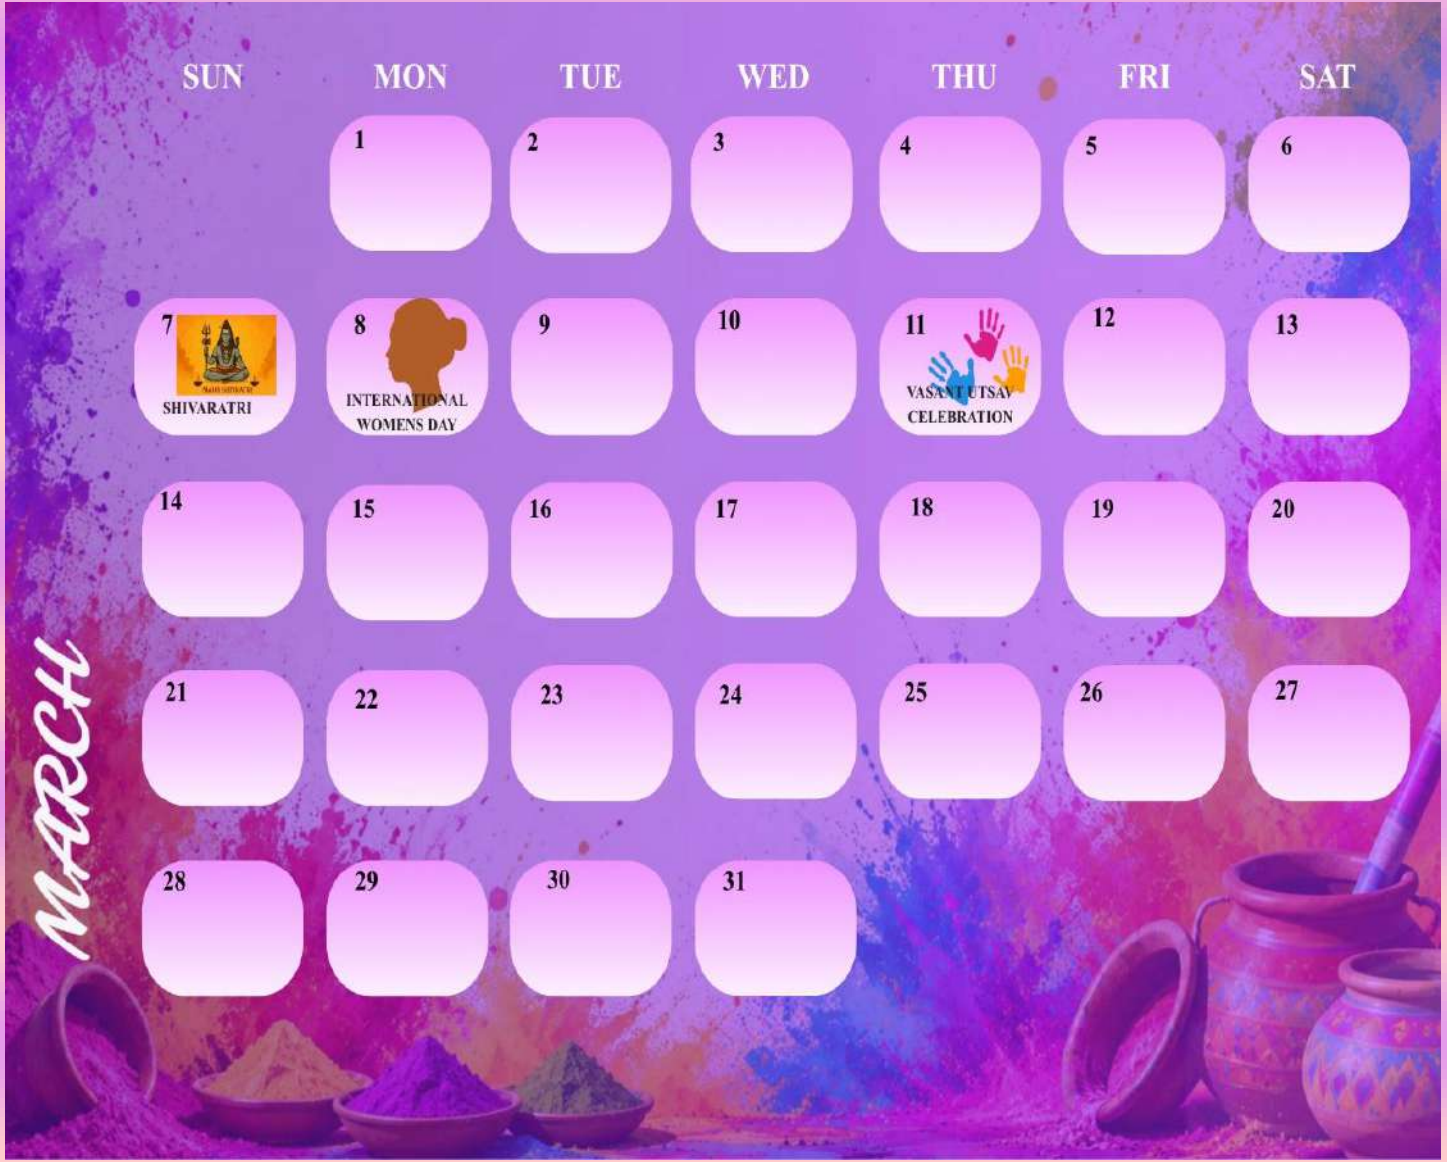 SUN MON TUE WED THU FRI SAT
1 2 3 4 5 6
7 8 9 10 11 12 13
SHIVARATRI
INTERNATIONAL
WOMENS DAY
VASANT UTSAV
CELEBRATION
14 15 16 17 18 19 20
21 22 23 24 25 26 27
28 29 30 31
MARCH